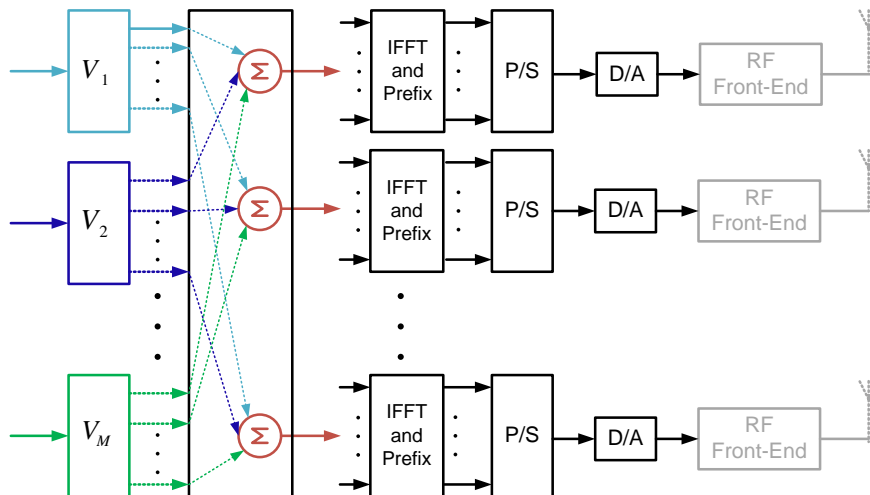 V1
Σ
IFFT
and
Prefix
P/S
D/A
RF
Front-End
V2
Σ
IFFT
and
Prefix
P/S
D/A
RF
Front-End
VM
Σ
IFFT
and
Prefix
P/S
D/A
RF
Front-End